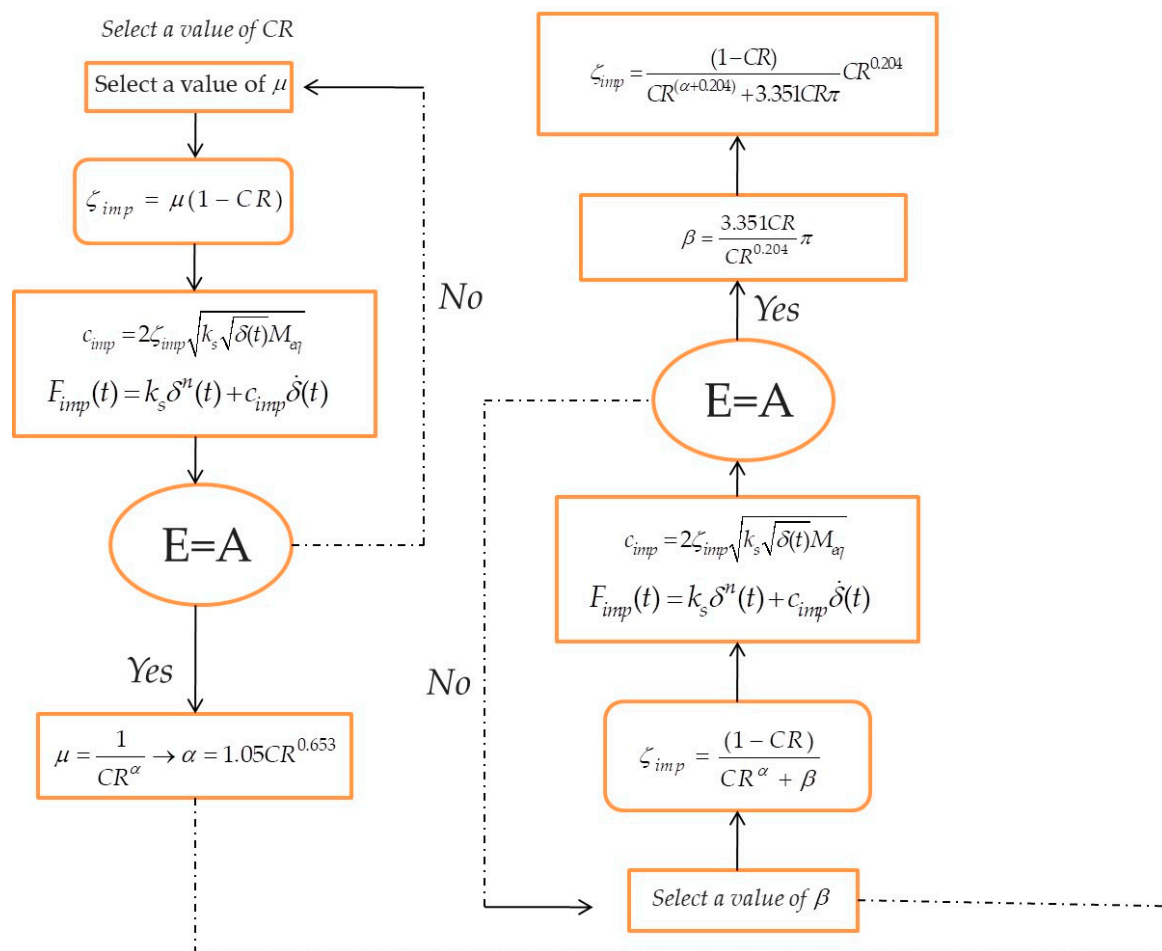 Select a value of CR
Select a value of μ
ζ_imp = μ(1−CR)
c_imp = 2ζ_imp√(k_s√(δ(t))M_eq)
F_imp(t) = k_s δ^n(t) + c_imp δ̇(t)
E=A
No
Yes
μ = 1/CR^α → α = 1.05CR^0.653
ζ_imp = (1−CR)/(CR^(α+0.204) + 3.351CRπ) CR^0.204
β = 3.351CR/CR^0.204 π
Yes
E=A
c_imp = 2ζ_imp√(k_s√(δ(t))M_eq)
F_imp(t) = k_s δ^n(t) + c_imp δ̇(t)
No
ζ_imp = (1−CR)/(CR^α + β)
Select a value of β